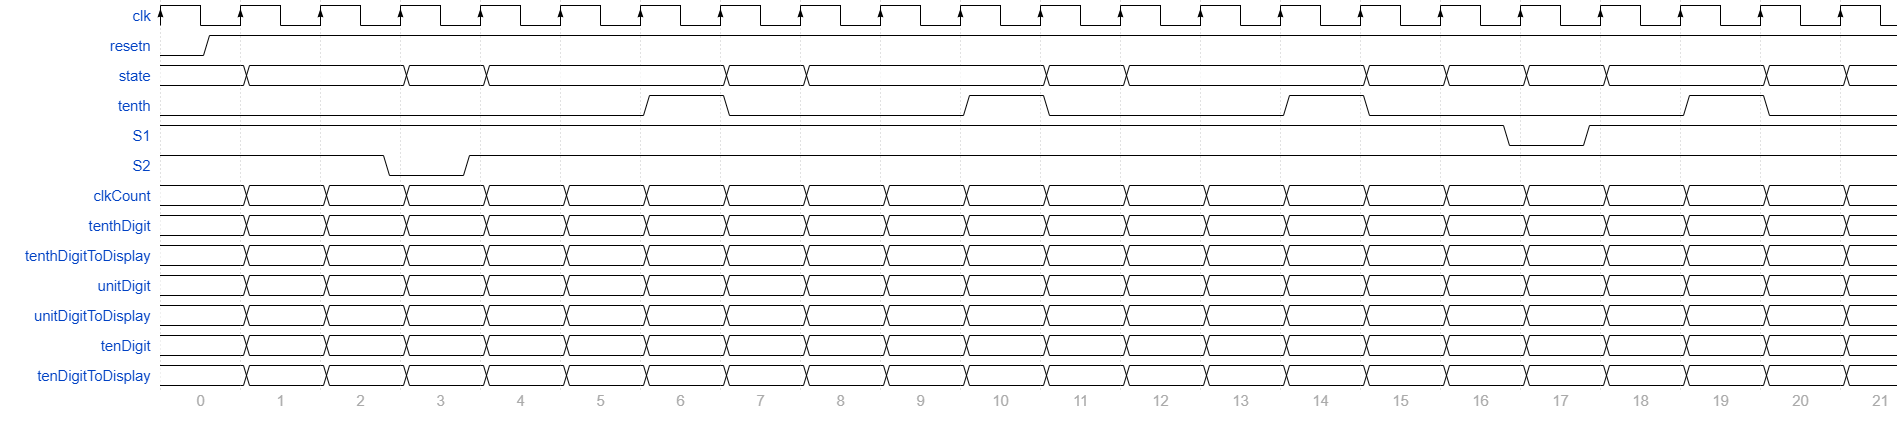 clk
resetn
state
tenth
S1
S2
clkCount
tenthDigit
tenthDigitToDisplay
unitDigit
unitDigitToDisplay
tenDigit
tenDigitToDisplay
0 1 2 3 4 5 6 7 8 9 10 11 12 13 14 15 16 17 18 19 20 21